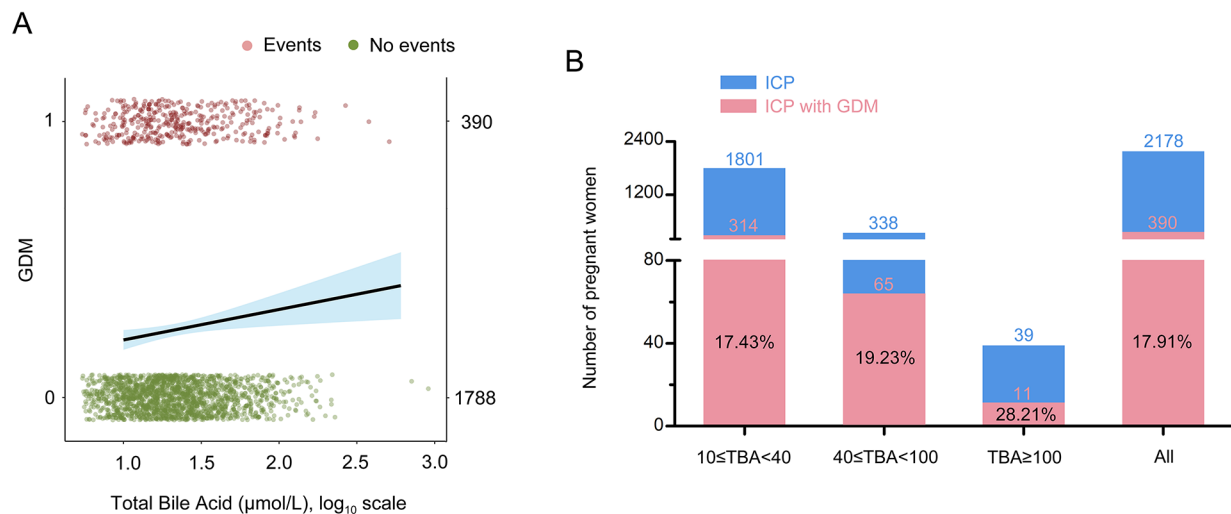 A
Events
No events
1
390
GDM
0
1788
1.0
1.5
2.0
2.5
3.0
Total Bile Acid (μmol/L), log₁₀ scale
B
ICP
ICP with GDM
Number of pregnant women
2400
1200
80
40
0
1801
314
17.43%
338
65
19.23%
39
11
28.21%
2178
390
17.91%
10≤TBA<40
40≤TBA<100
TBA≥100
All